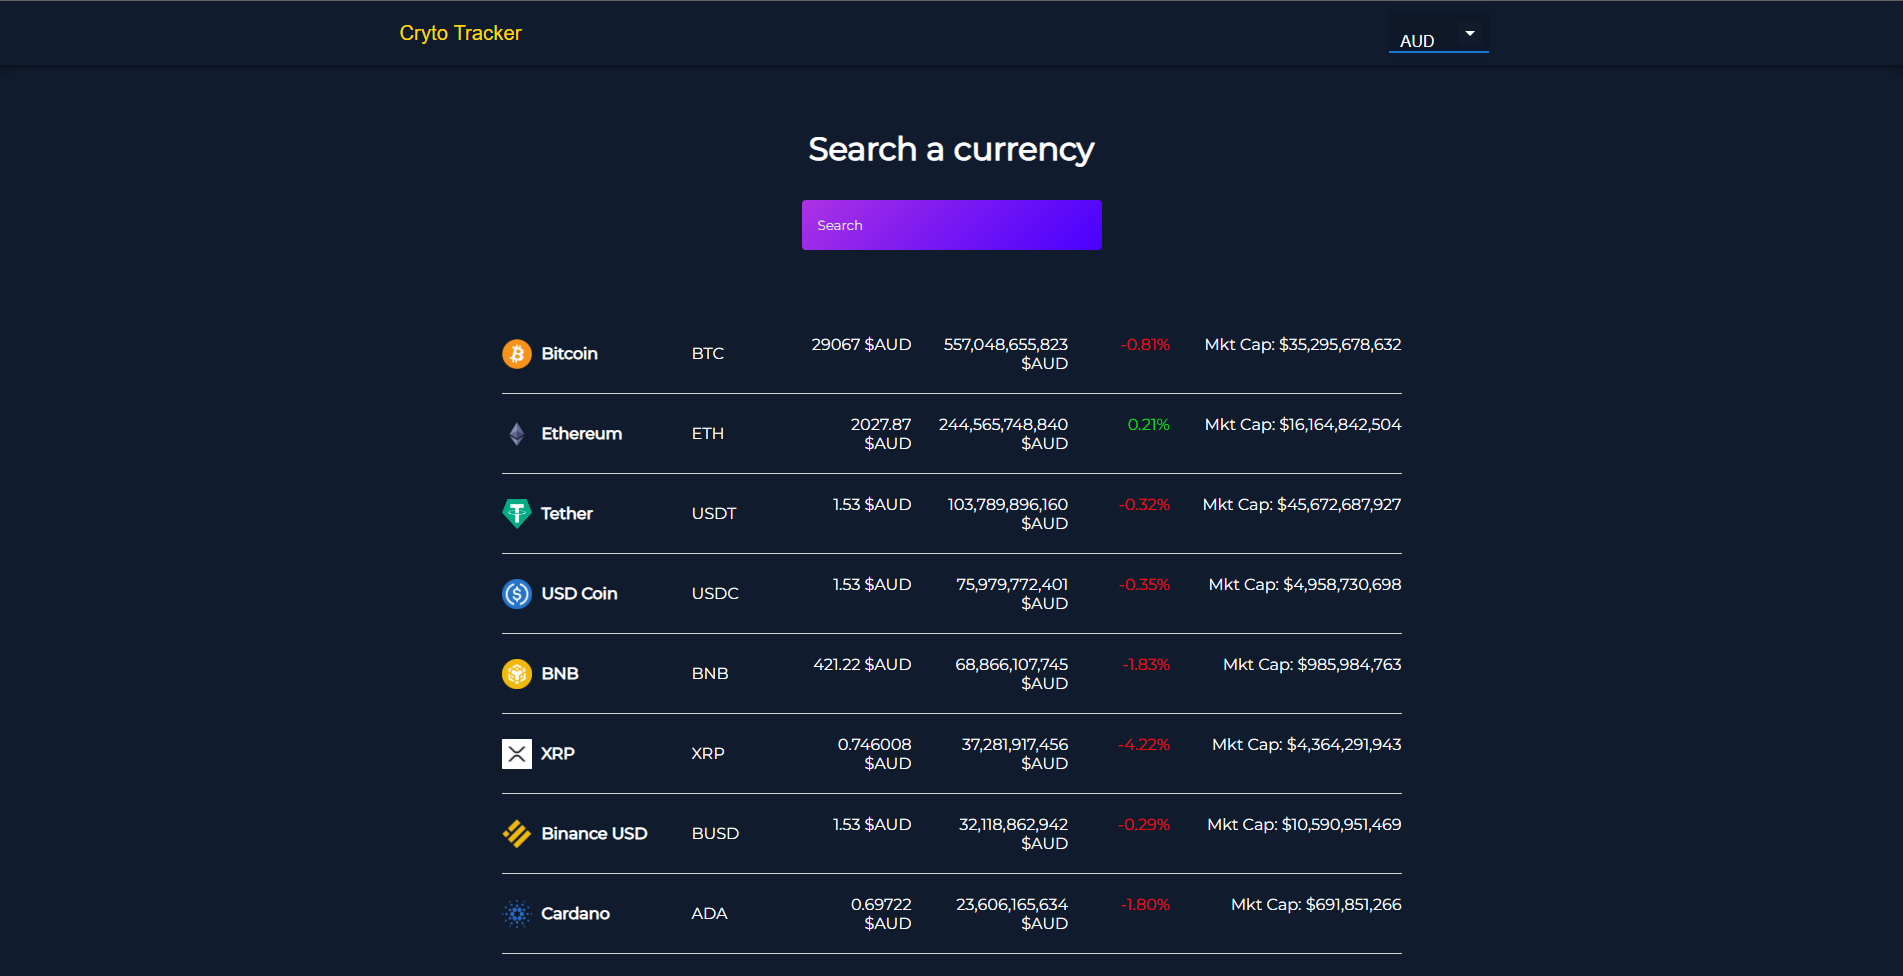 Cryto Tracker
AUD
Search a currency
Search
Bitcoin BTC 29067 $AUD 557,048,655,823 -0.81% Mkt Cap: $35,295,678,632
$AUD
Ethereum ETH 2027.87 244,565,748,840 0.21% Mkt Cap: $16,164,842,504
$AUD $AUD
Tether USDT 1.53 $AUD 103,789,896,160 -0.32% Mkt Cap: $45,672,687,927
$AUD
USD Coin USDC 1.53 $AUD 75,979,772,401 -0.35% Mkt Cap: $4,958,730,698
$AUD
BNB BNB 421.22 $AUD 68,866,107,745 -1.83% Mkt Cap: $985,984,763
$AUD
XRP XRP 0.746008 37,281,917,456 -4.22% Mkt Cap: $4,364,291,943
$AUD $AUD
Binance USD BUSD 1.53 $AUD 32,118,862,942 -0.29% Mkt Cap: $10,590,951,469
$AUD
Cardano ADA 0.69722 23,606,165,634 -1.80% Mkt Cap: $691,851,266
$AUD $AUD